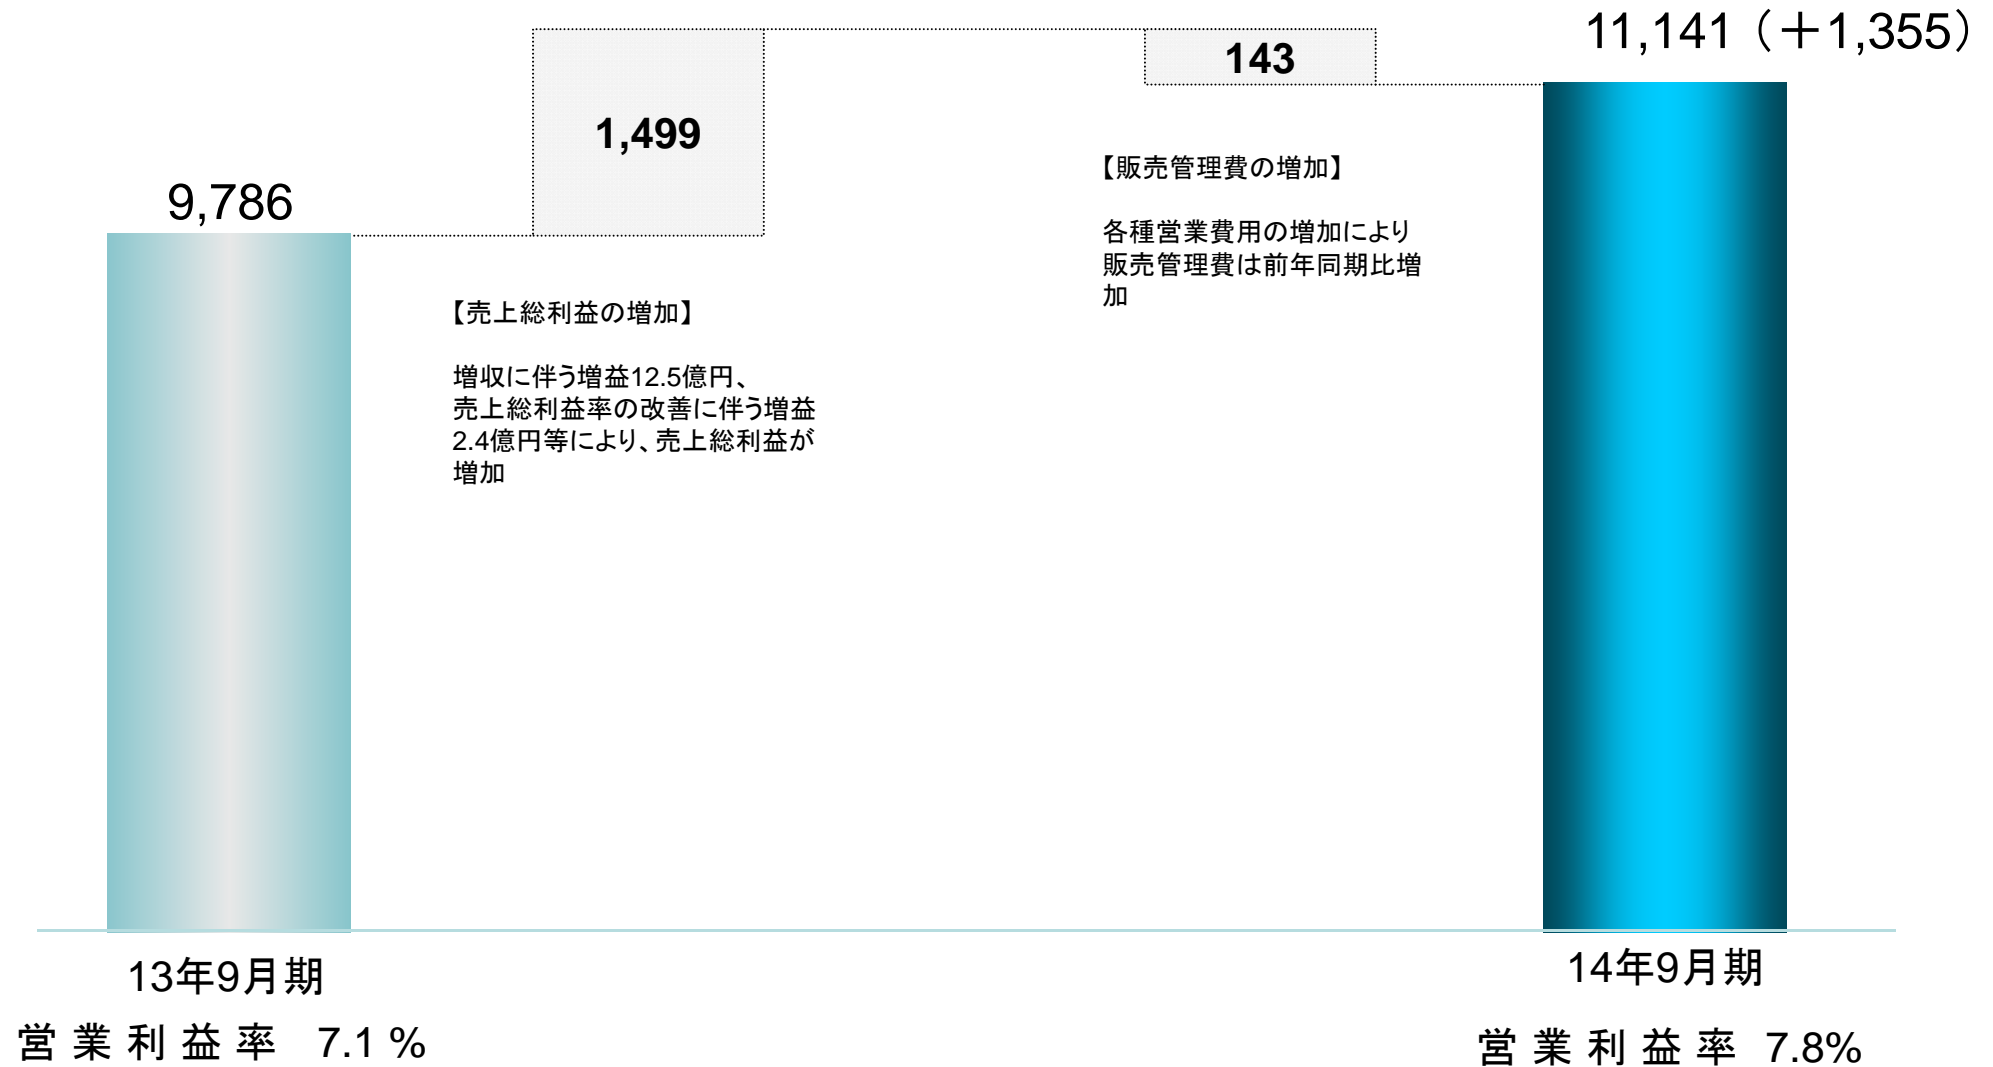 11,141（＋1,355）
143
1,499
9,786
【販売管理費の増加】
各種営業費用の増加により
販売管理費は前年同期比増
加
【売上総利益の増加】
増収に伴う増益12.5億円、
売上総利益率の改善に伴う増益
2.4億円等により、売上総利益が
増加
13年9月期
14年9月期
営業利益率 7.1％
営業利益率 7.8%